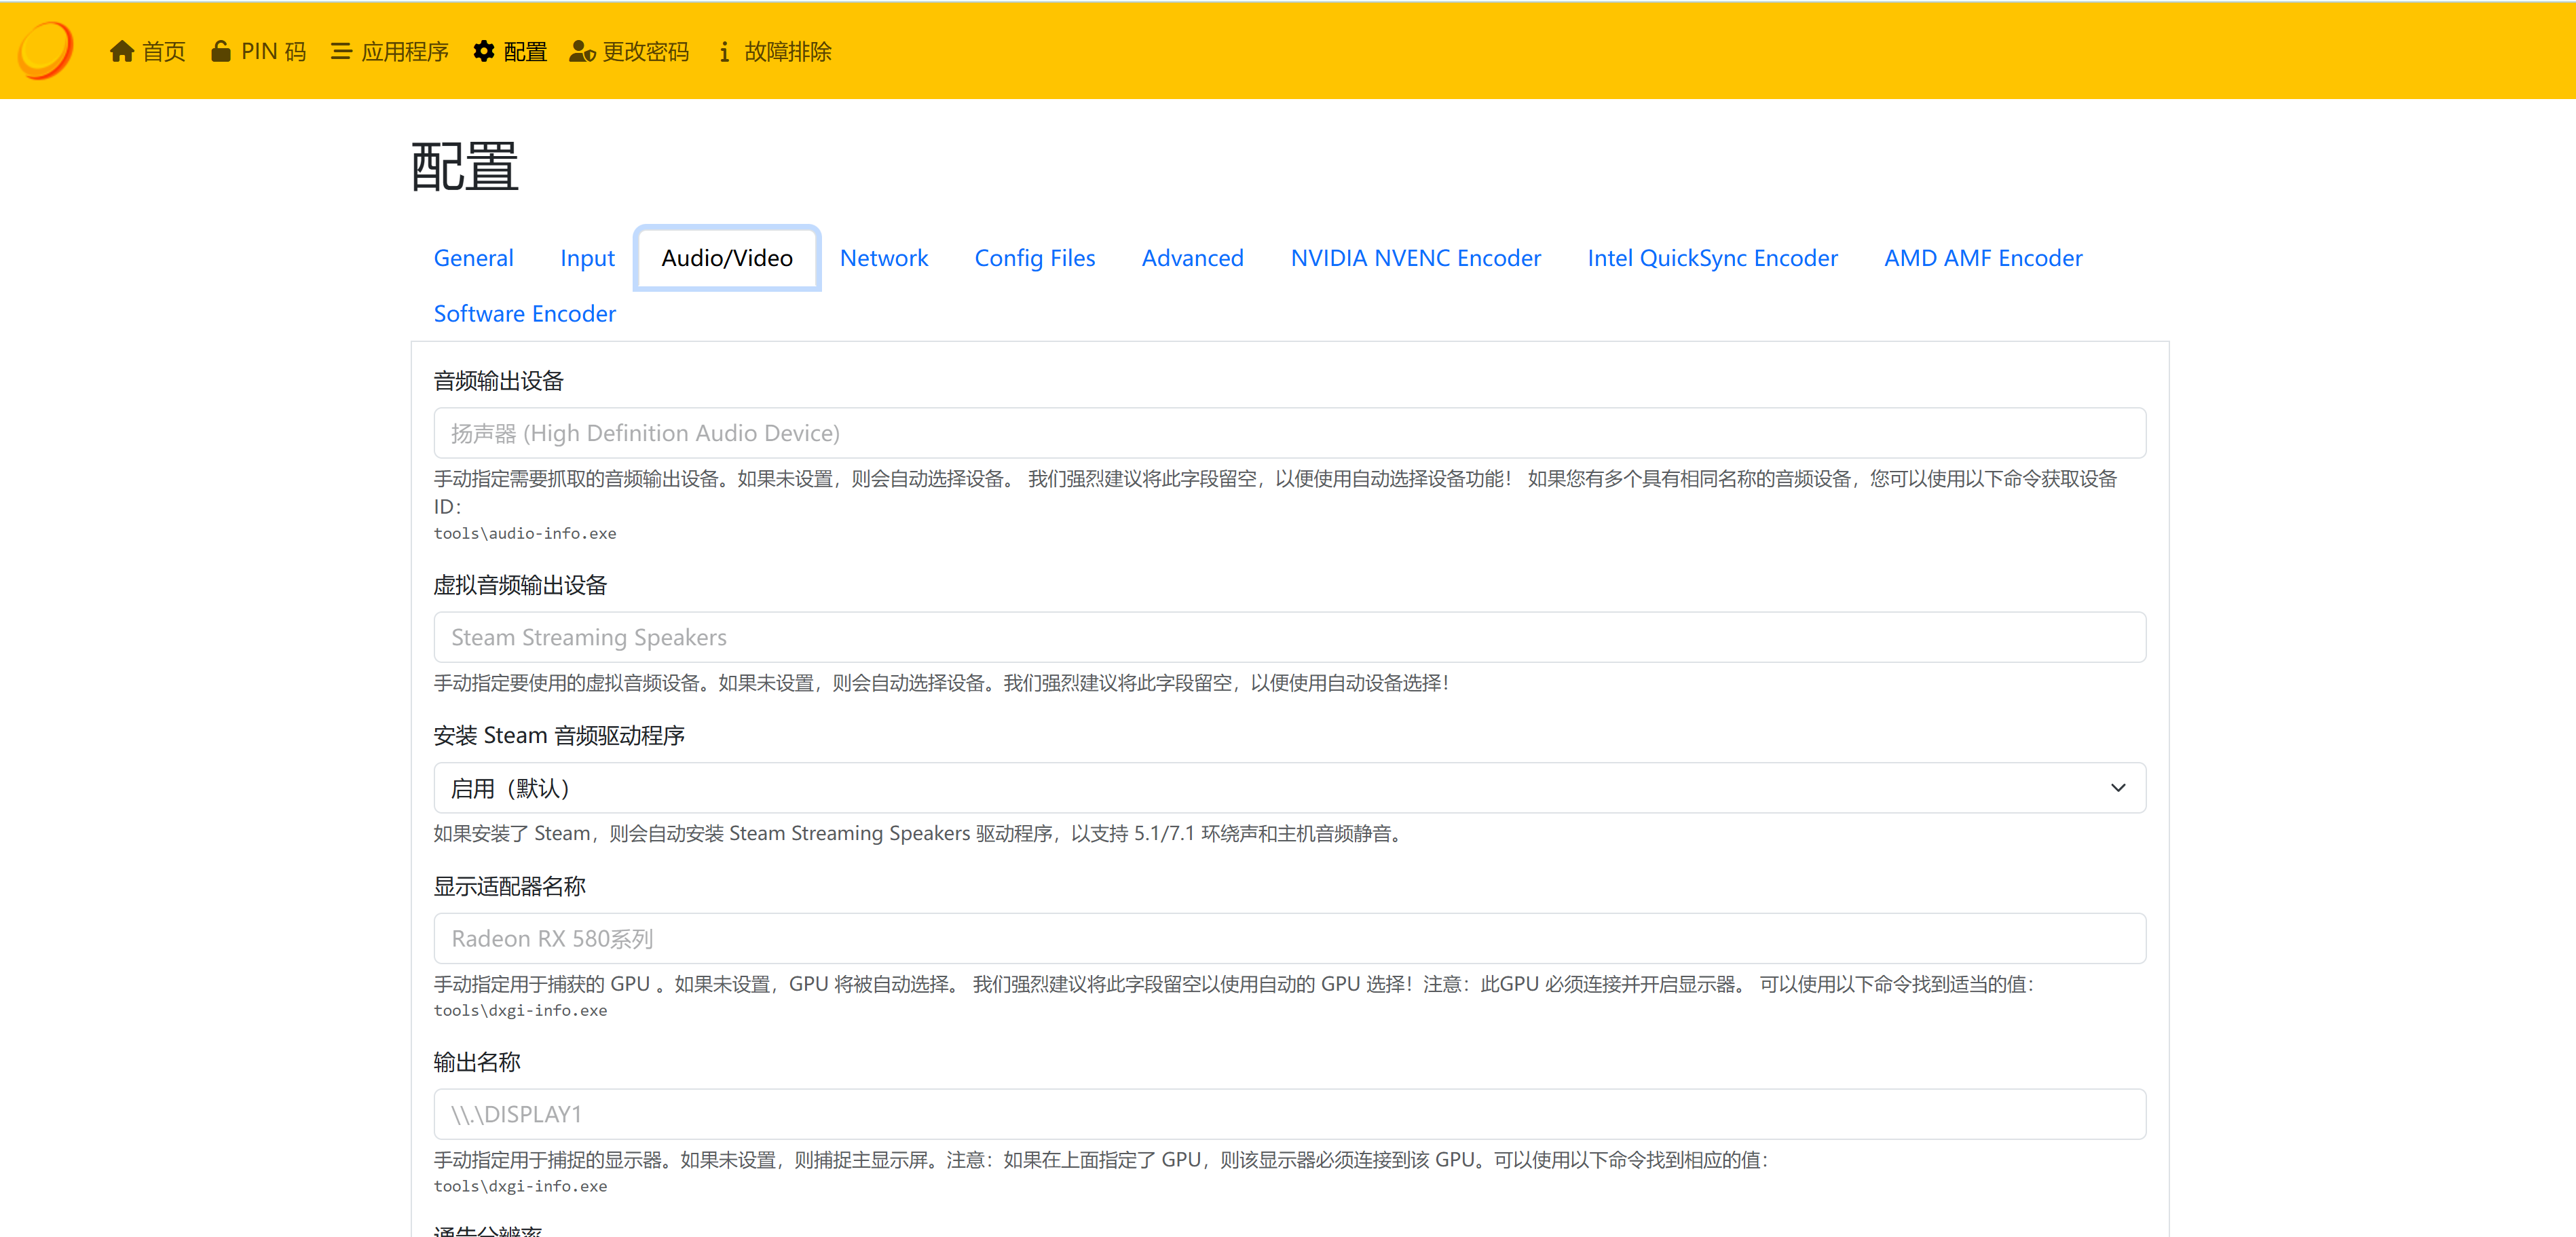 首页 PIN 码 应用程序 配置 更改密码 故障排除
配置
General Input Audio/Video Network Config Files Advanced NVIDIA NVENC Encoder Intel QuickSync Encoder AMD AMF Encoder
Software Encoder
音频输出设备
扬声器 (High Definition Audio Device)
手动指定需要抓取的音频输出设备。如果未设置，则会自动选择设备。 我们强烈建议将此字段留空，以便使用自动选择设备功能！ 如果您有多个具有相同名称的音频设备，您可以使用以下命令获取设备
ID：
tools\audio-info.exe
虚拟音频输出设备
Steam Streaming Speakers
手动指定要使用的虚拟音频设备。如果未设置，则会自动选择设备。我们强烈建议将此字段留空，以便使用自动设备选择！
安装 Steam 音频驱动程序
启用（默认）
如果安装了 Steam，则会自动安装 Steam Streaming Speakers 驱动程序，以支持 5.1/7.1 环绕声和主机音频静音。
显示适配器名称
Radeon RX 580系列
手动指定用于捕获的 GPU 。如果未设置，GPU 将被自动选择。 我们强烈建议将此字段留空以使用自动的 GPU 选择！注意：此GPU 必须连接并开启显示器。 可以使用以下命令找到适当的值：
tools\dxgi-info.exe
输出名称
\\.\DISPLAY1
手动指定用于捕捉的显示器。如果未设置，则捕捉主显示屏。注意：如果在上面指定了 GPU，则该显示器必须连接到该 GPU。可以使用以下命令找到相应的值：
tools\dxgi-info.exe
通告分辨率